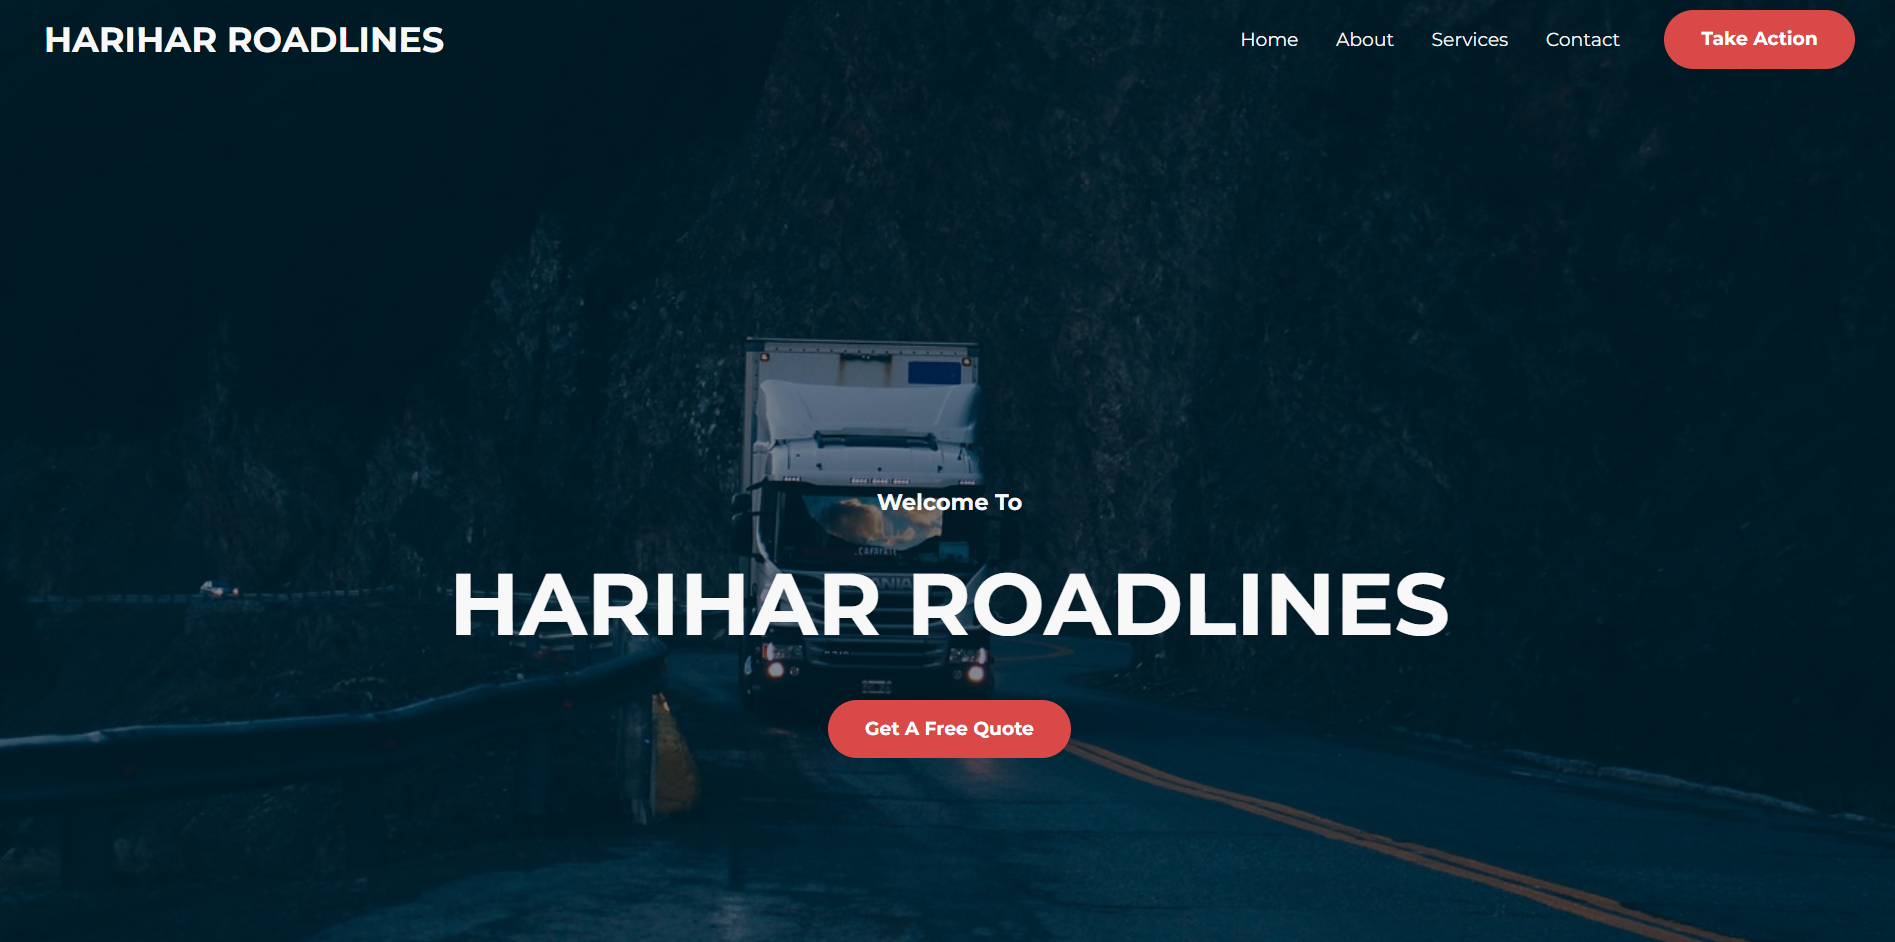 HARIHAR ROADLINES
Home About Services Contact Take Action
Welcome To
HARIHAR ROADLINES
Get A Free Quote